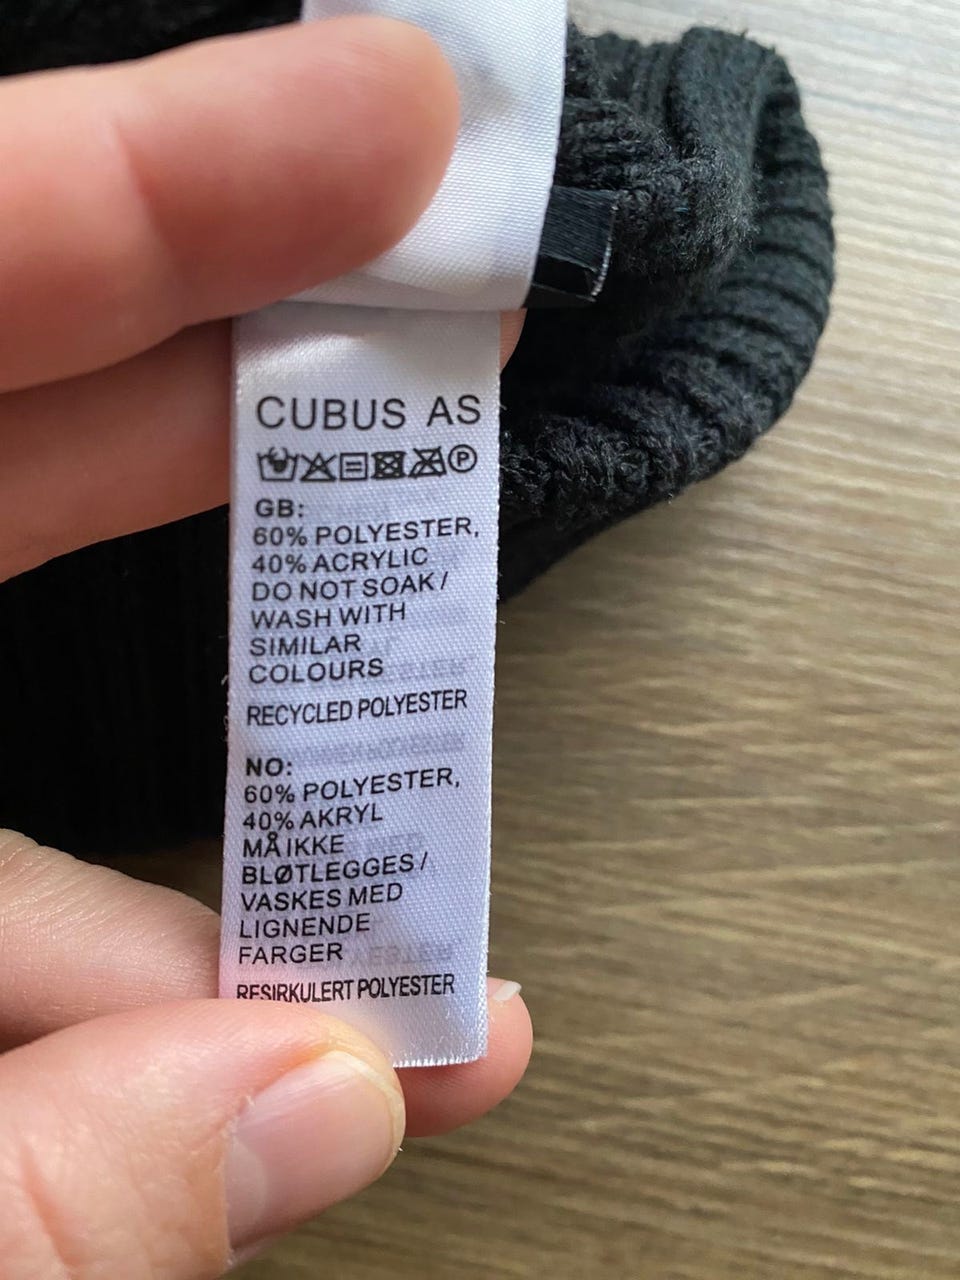 CUBUS AS
P
GB:
60% POLYESTER,
40% ACRYLIC
DO NOT SOAK /
WASH WITH
SIMILAR
COLOURS
RECYCLED POLYESTER
NO:
60% POLYESTER,
40% AKRYL
MÅ IKKE
BLØTLEGGES /
VASKES MED
LIGNENDE
FARGER
RESIRKULERT POLYESTER